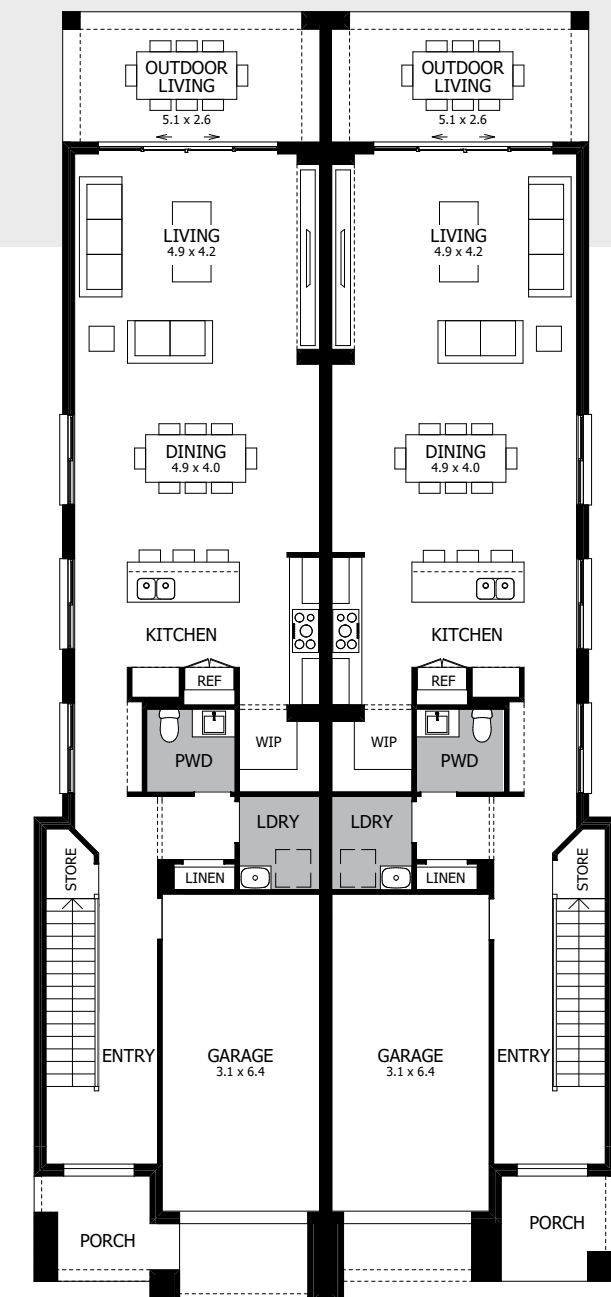 OUTDOOR
LIVING
5.1 x 2.6
OUTDOOR
LIVING
5.1 x 2.6
LIVING
4.9 x 4.2
LIVING
4.9 x 4.2
DINING
4.9 x 4.0
DINING
4.9 x 4.0
KITCHEN
KITCHEN
REF
REF
WIP
WIP
PWD
PWD
LDRY
LDRY
STORE
LINEN
LINEN
STORE
ENTRY
GARAGE
3.1 x 6.4
GARAGE
3.1 x 6.4
ENTRY
PORCH
PORCH